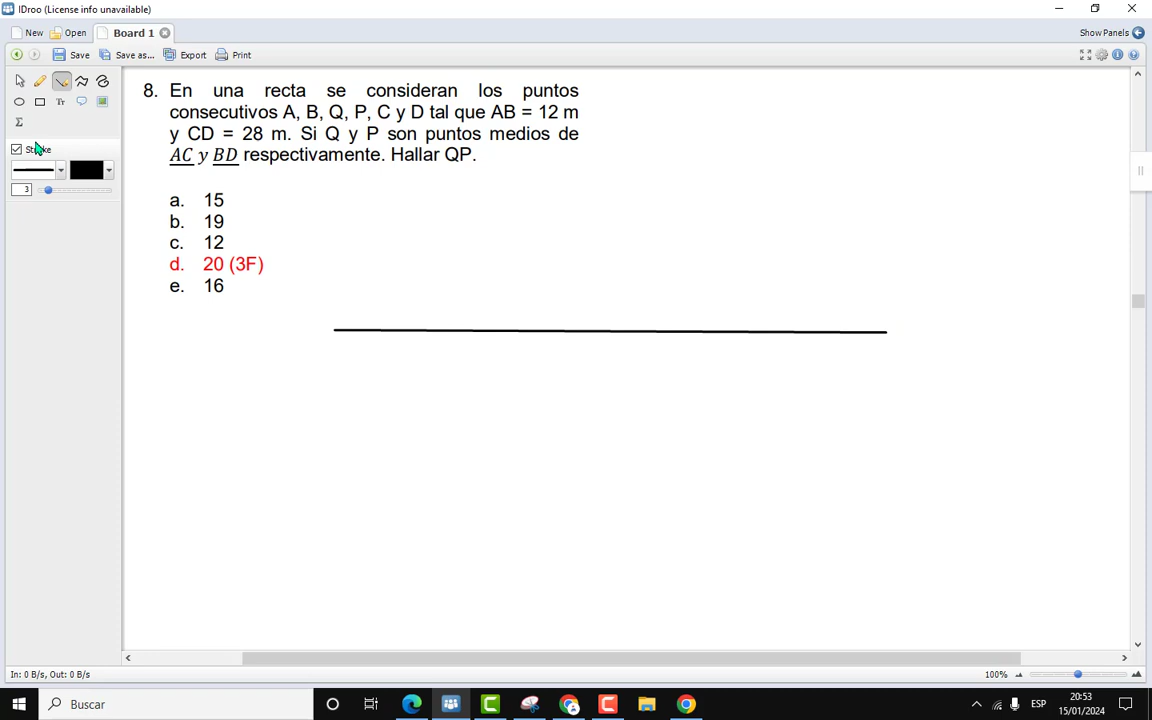 IDroo (License info unavailable)
New Open Board 1 Show Panels
Save Save as... Export Print
Tr
Σ
Stroke
3
8. En una recta se consideran los puntos
consecutivos A, B, Q, P, C y D tal que AB = 12 m
y CD = 28 m. Si Q y P son puntos medios de
AC y BD respectivamente. Hallar QP.
a. 15
b. 19
c. 12
d. 20 (3F)
e. 16
In: 0 B/s, Out: 0 B/s 100%
Buscar ESP 20:53
15/01/2024